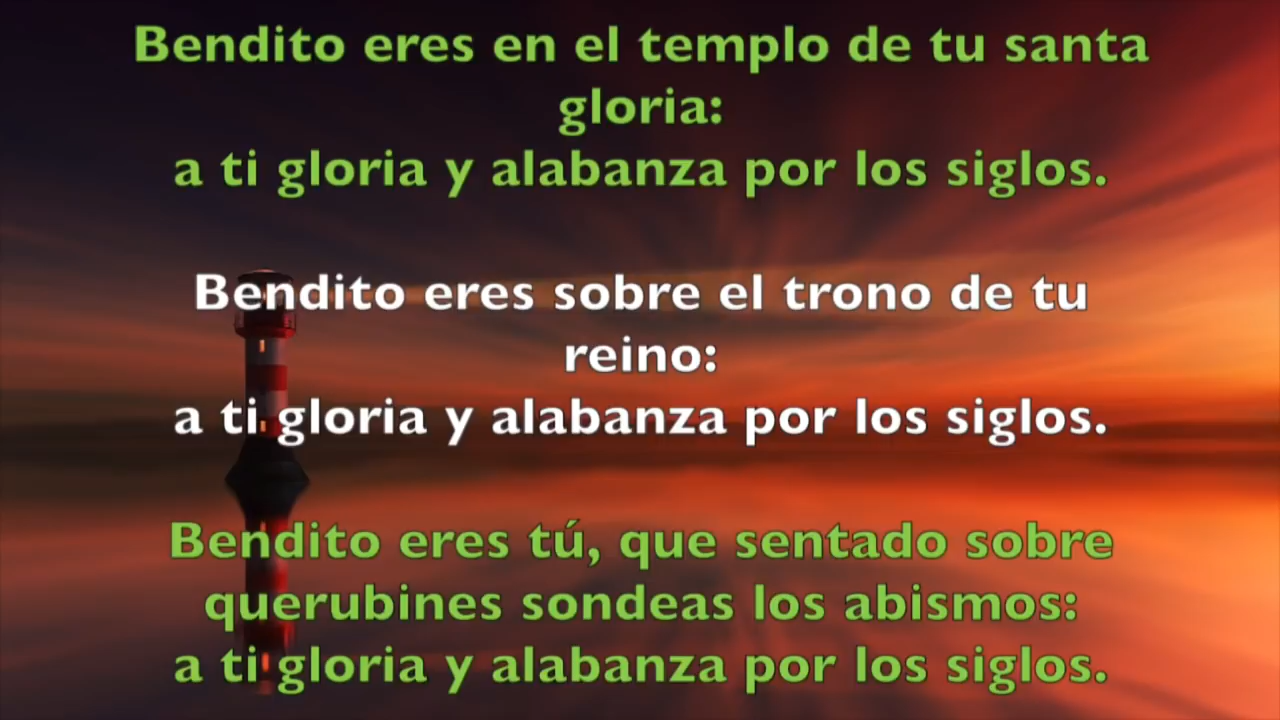 Bendito eres en el templo de tu santa
gloria:
a ti gloria y alabanza por los siglos.
Bendito eres sobre el trono de tu
reino:
a ti gloria y alabanza por los siglos.
Bendito eres tú, que sentado sobre
querubines sondeas los abismos:
a ti gloria y alabanza por los siglos.